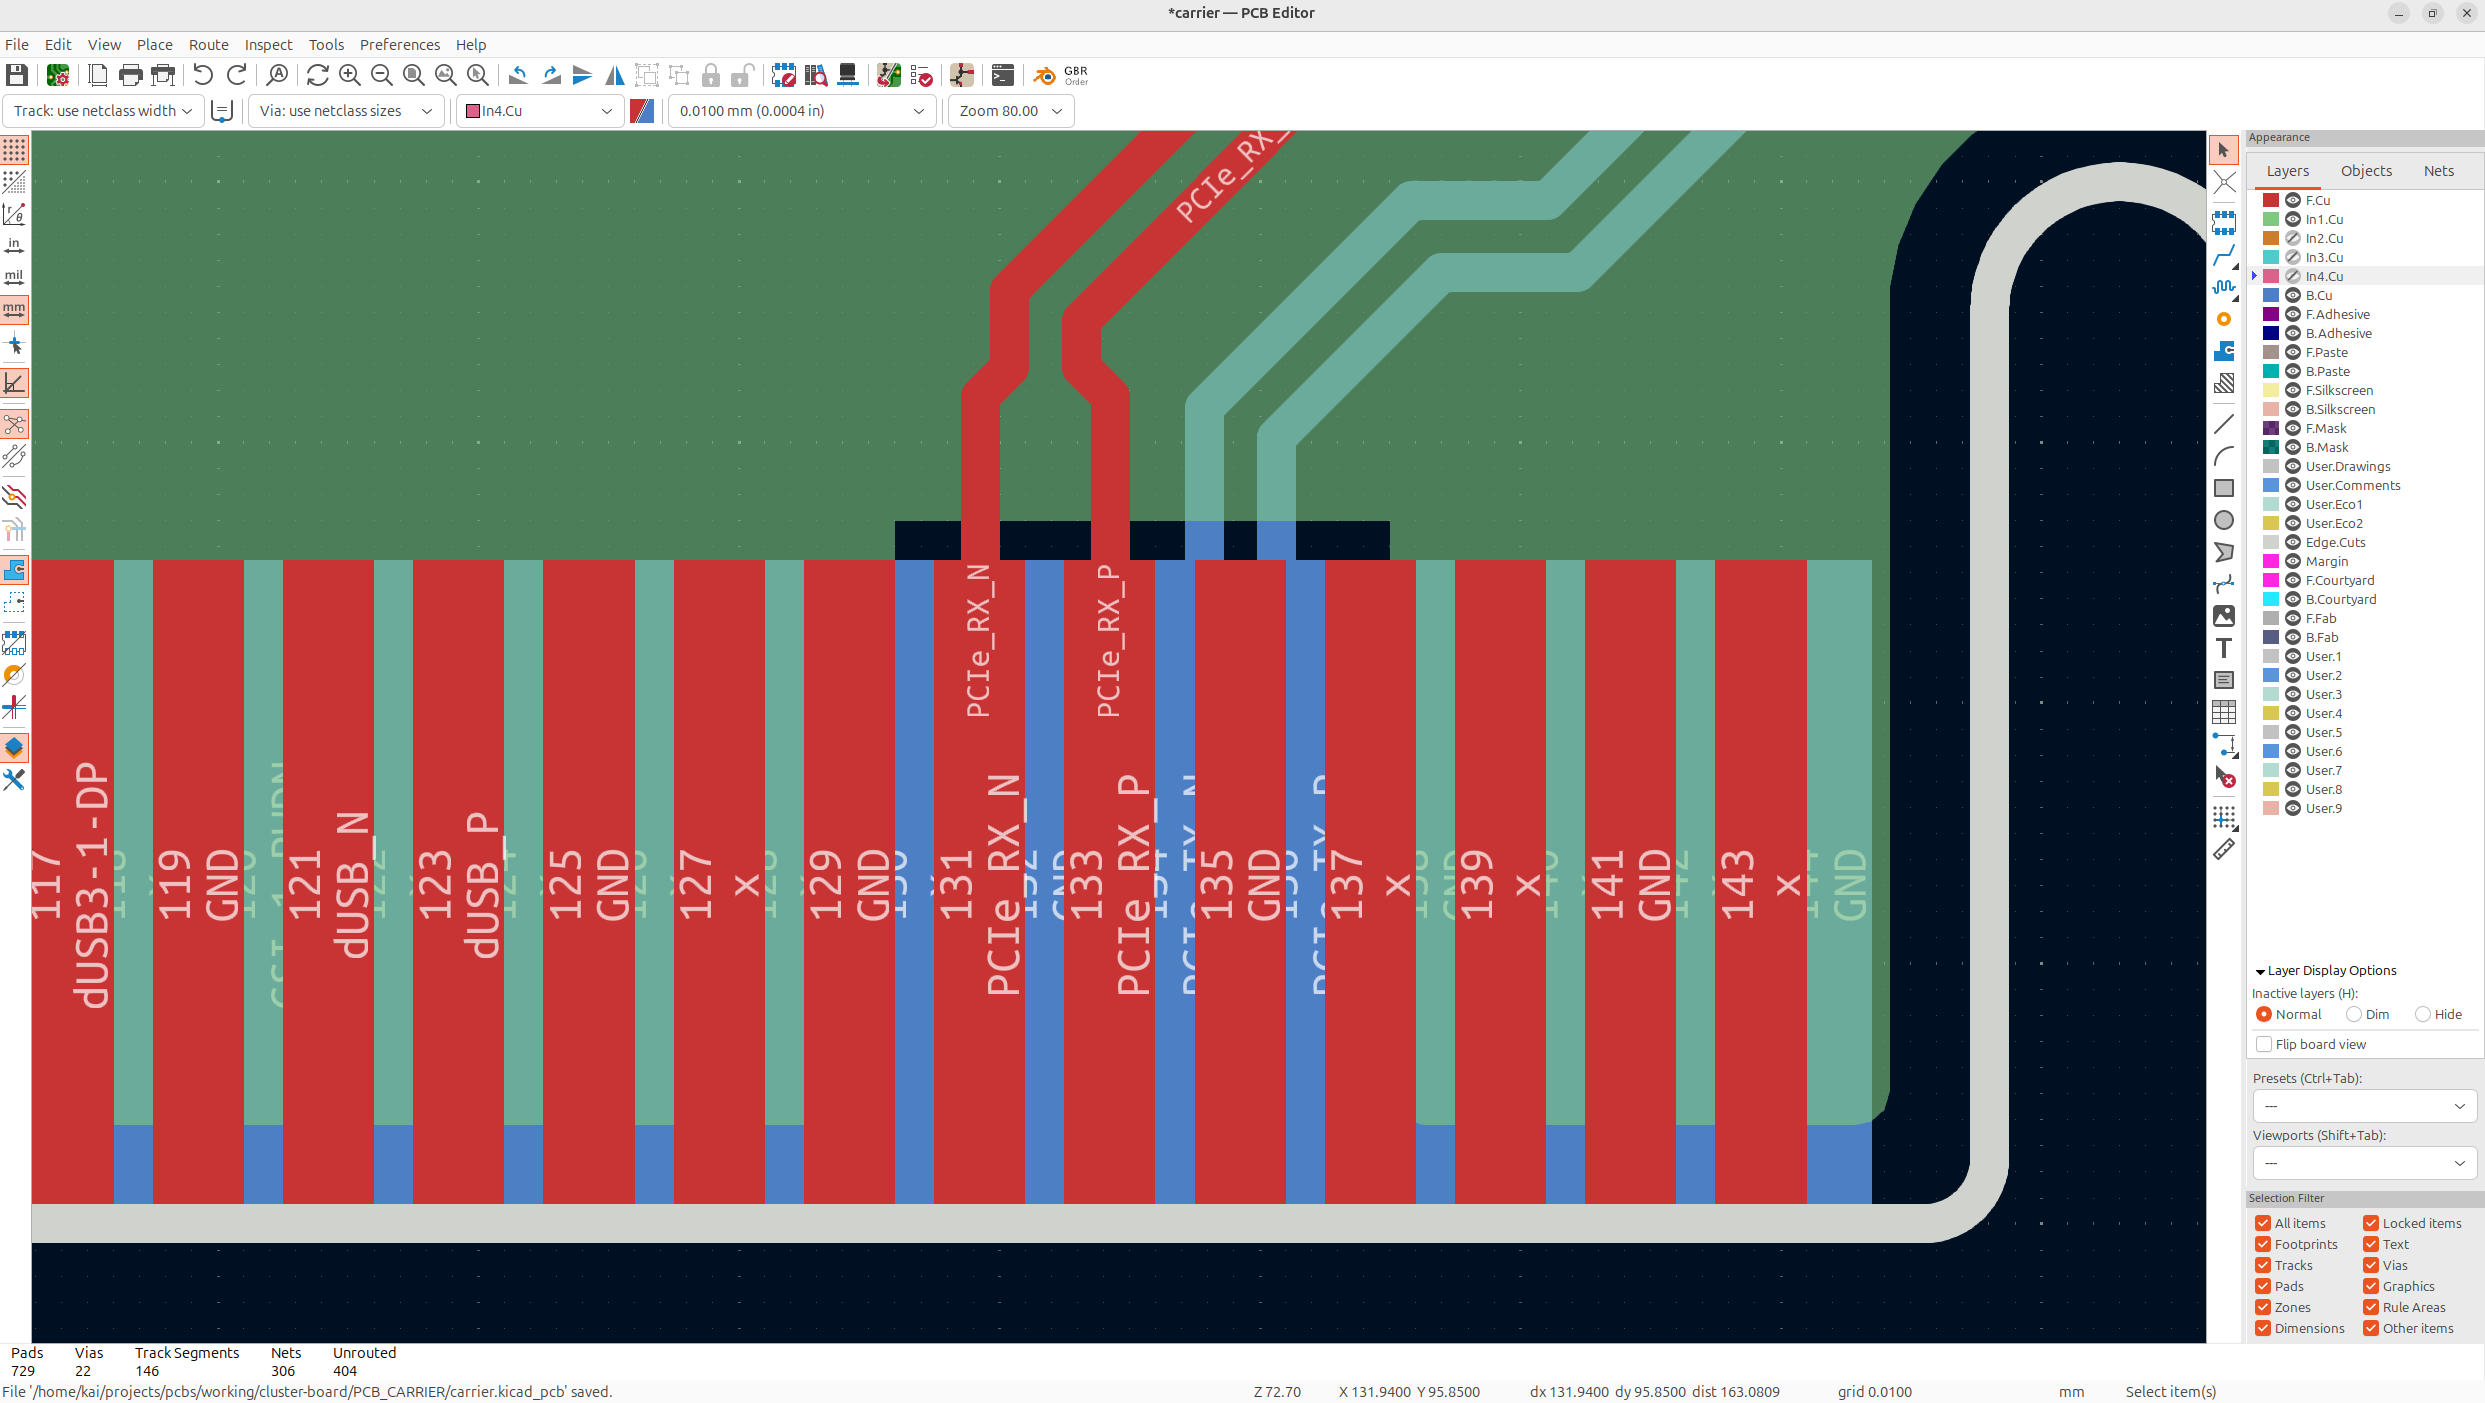 *carrier — PCB Editor
File Edit View Place Route Inspect Tools Preferences Help
GBR
Order
Track: use netclass width
Via: use netclass sizes
In4.Cu
0.0100 mm (0.0004 in)
Zoom 80.00
in
mil
mm
PCIe_RX_
PCIe_RX_N
PCIe_RX_P
117
dUSB3-1-DP
119
GND
121
dUSB_N
123
dUSB_P
125
GND
127
x
129
GND
131
PCIe_RX_N
133
PCIe_RX_P
135
GND
137
x
139
x
141
GND
143
x
GND
Appearance
Layers Objects Nets
F.Cu
In1.Cu
In2.Cu
In3.Cu
In4.Cu
B.Cu
F.Adhesive
B.Adhesive
F.Paste
B.Paste
F.Silkscreen
B.Silkscreen
F.Mask
B.Mask
User.Drawings
User.Comments
User.Eco1
User.Eco2
Edge.Cuts
Margin
F.Courtyard
B.Courtyard
F.Fab
B.Fab
User.1
User.2
User.3
User.4
User.5
User.6
User.7
User.8
User.9
Layer Display Options
Inactive layers (H):
Normal Dim Hide
Flip board view
Presets (Ctrl+Tab):
---
Viewports (Shift+Tab):
---
Selection Filter
All items Locked items
Footprints Text
Tracks Vias
Pads Graphics
Zones Rule Areas
Dimensions Other items
Pads Vias Track Segments Nets Unrouted
729 22 146 306 404
File '/home/kai/projects/pcbs/working/cluster-board/PCB_CARRIER/carrier.kicad_pcb' saved.
Z 72.70
X 131.9400 Y 95.8500
dx 131.9400 dy 95.8500 dist 163.0809
grid 0.0100
mm
Select item(s)